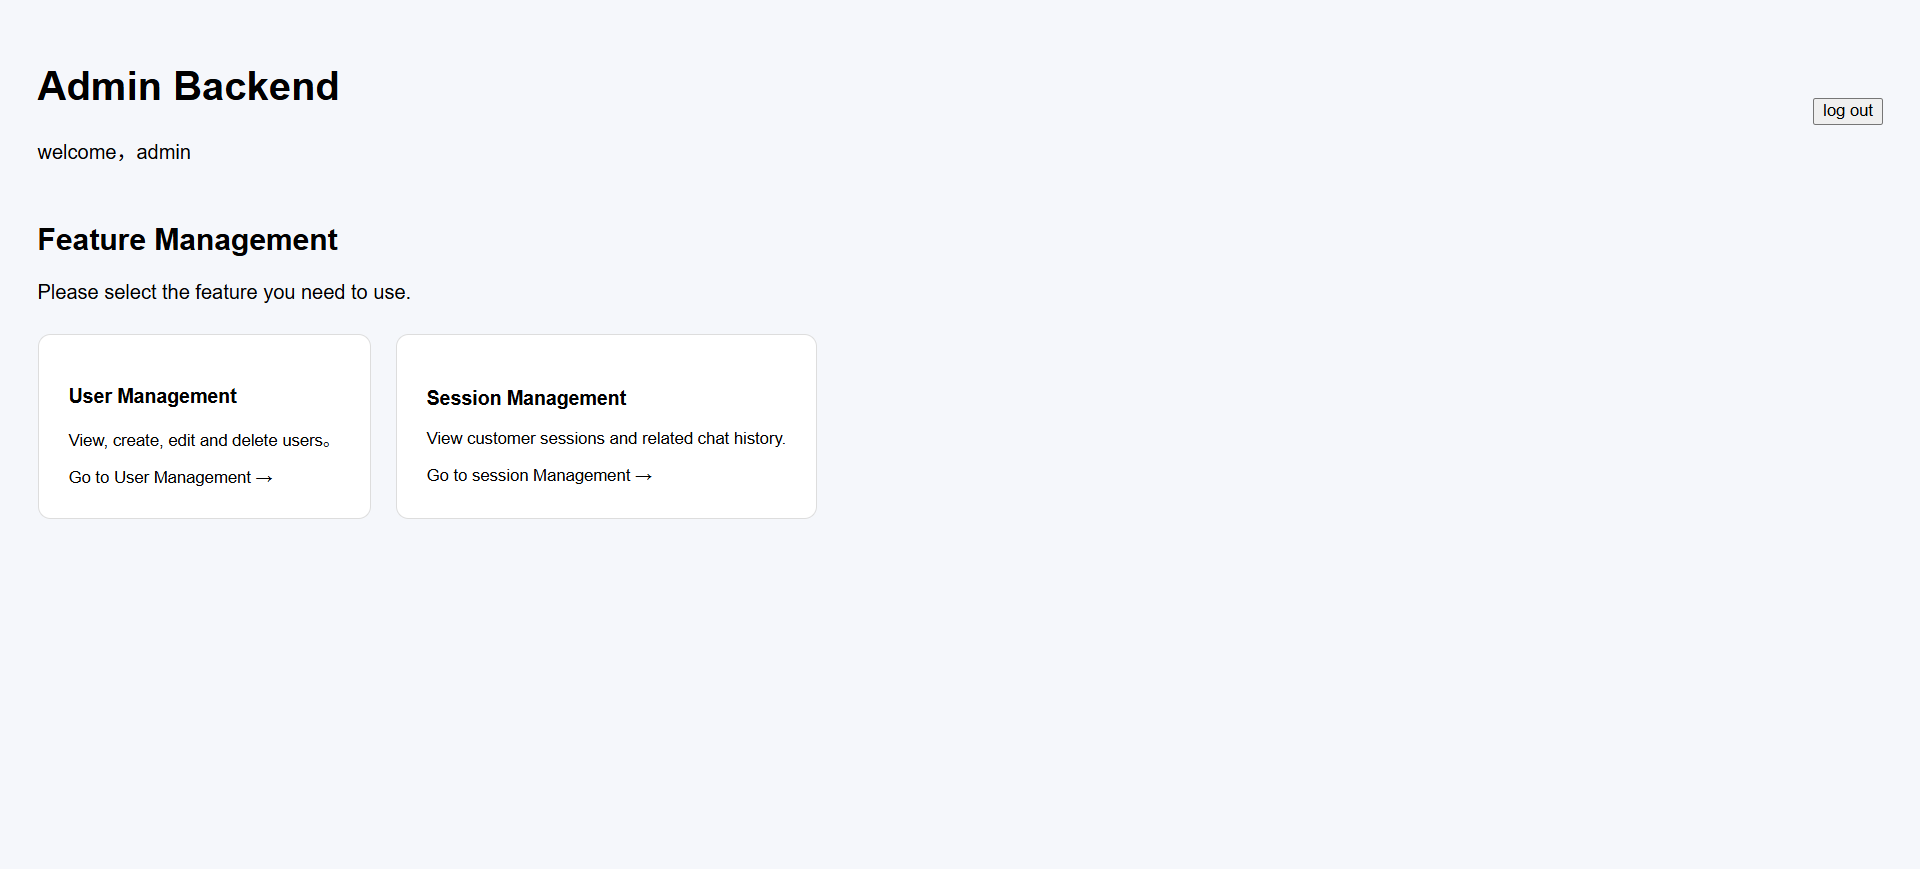 Admin Backend
log out
welcome，admin
Feature Management
Please select the feature you need to use.
User Management
View, create, edit and delete users。
Go to User Management →
Session Management
View customer sessions and related chat history.
Go to session Management →